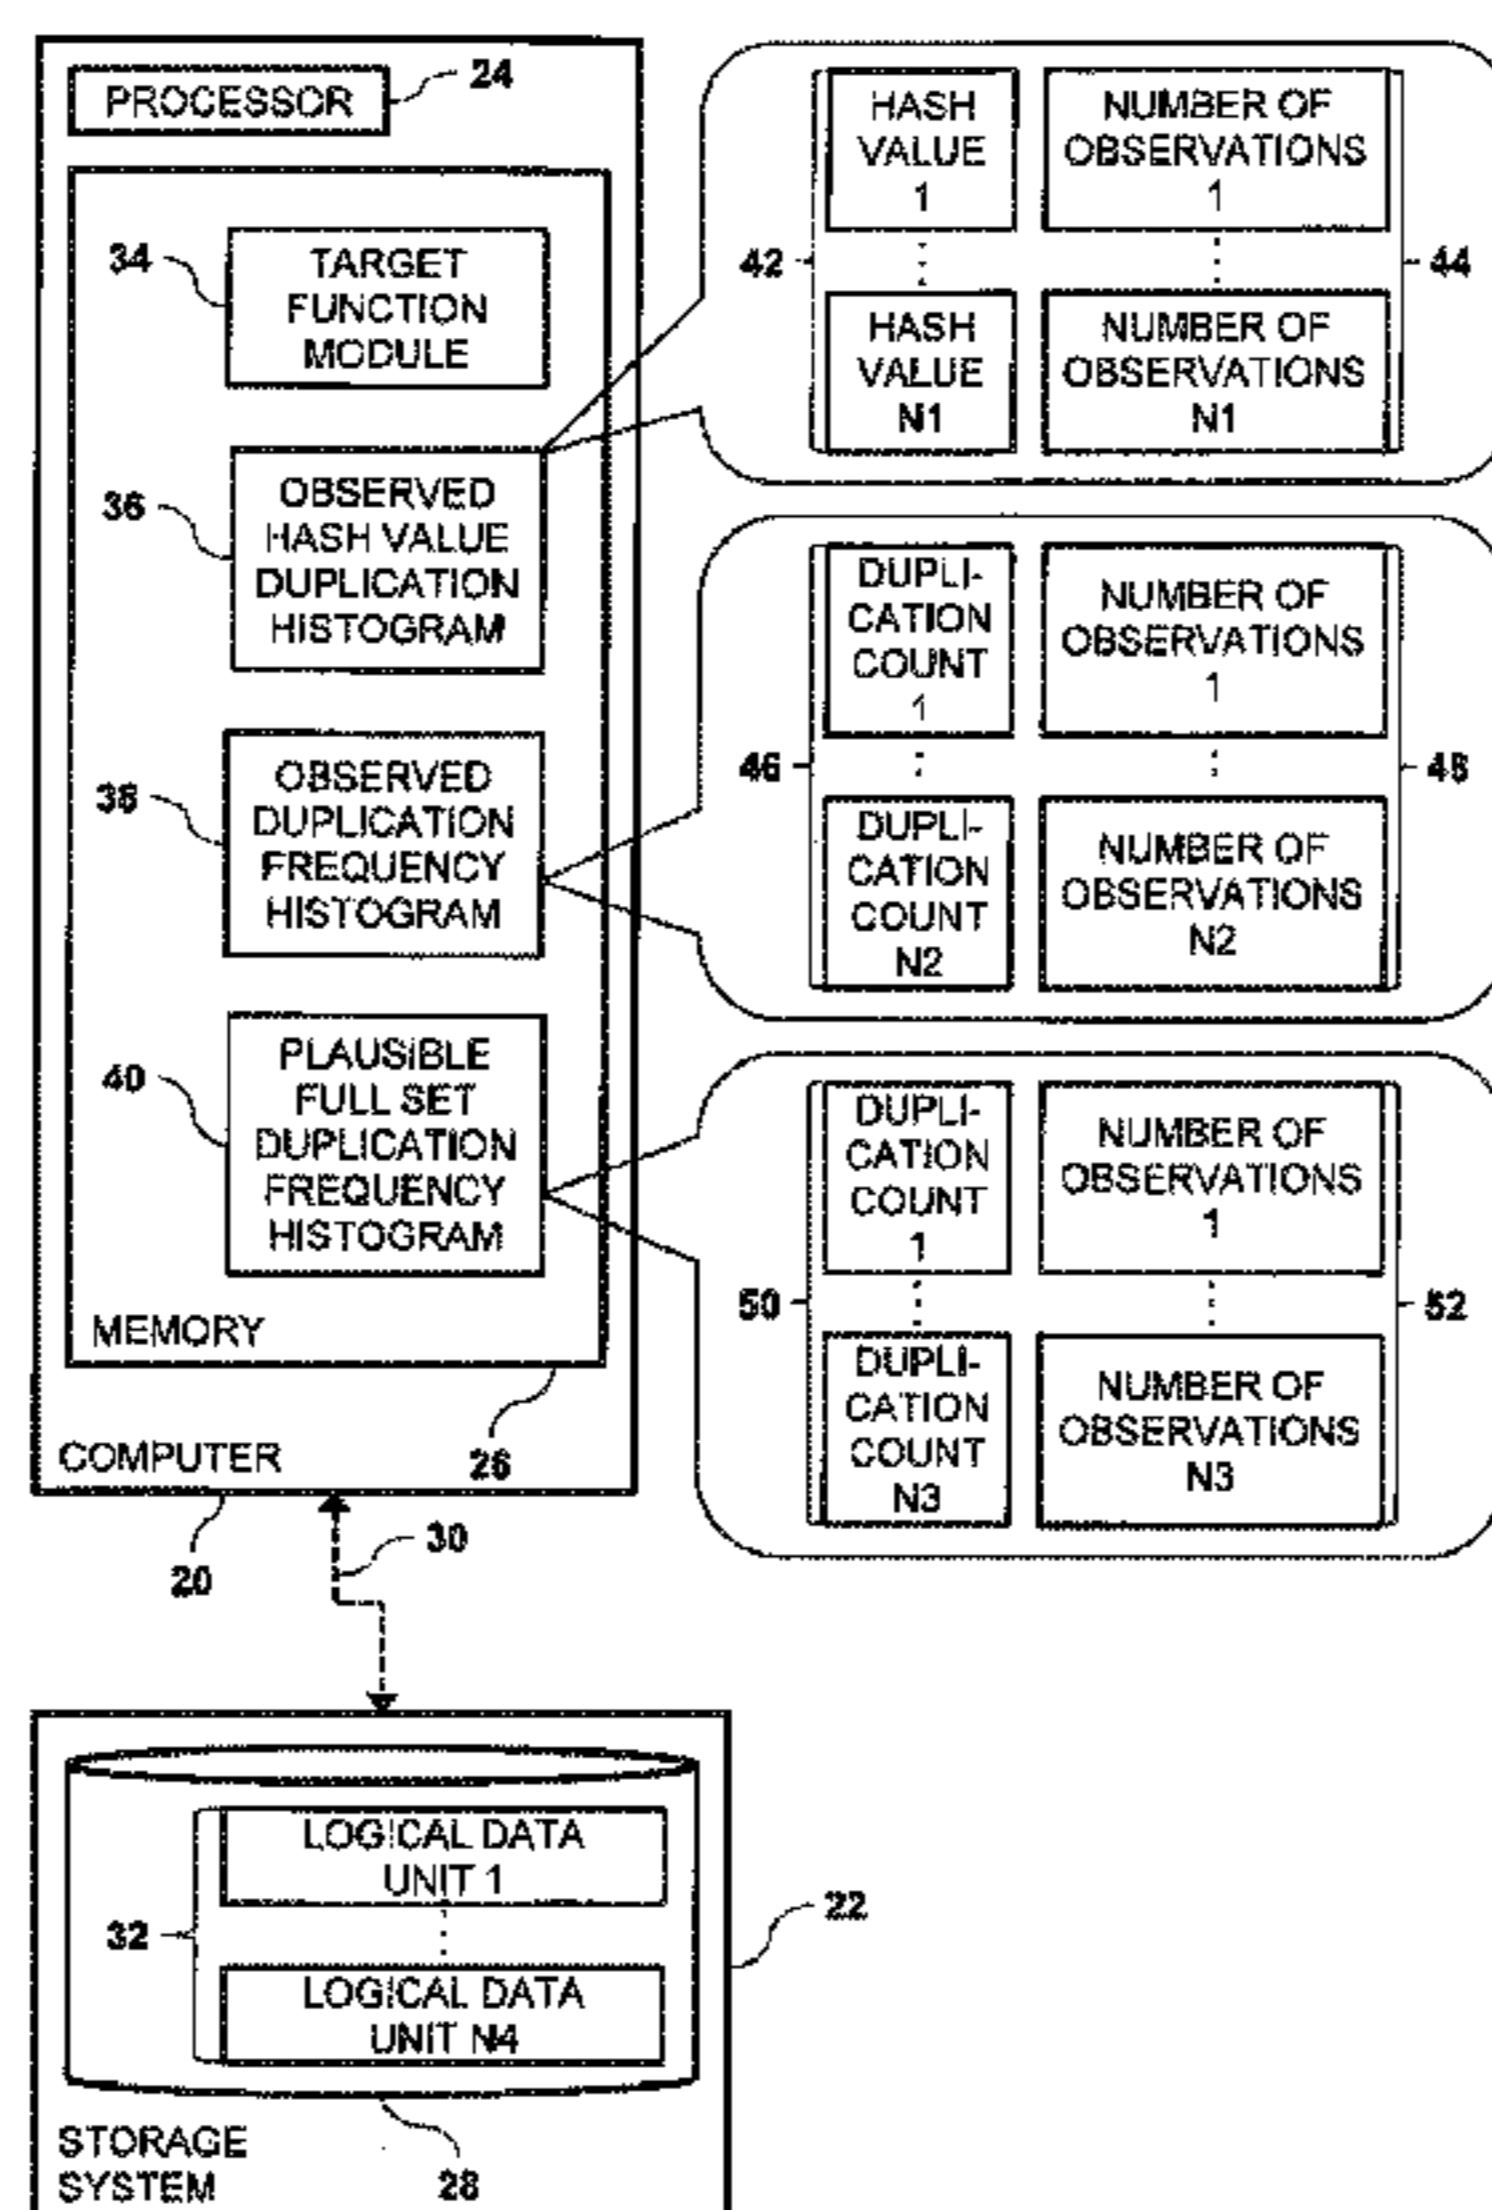 PROCESSOR
24
34
TARGET
FUNCTION
MODULE
36
OBSERVED
HASH VALUE
DUPLICATION
HISTOGRAM
38
OBSERVED
DUPLICATION
FREQUENCY
HISTOGRAM
40
PLAUSIBLE
FULL SET
DUPLICATION
FREQUENCY
HISTOGRAM
MEMORY
COMPUTER
26
20
30
HASH
VALUE
1
NUMBER OF
OBSERVATIONS
1
42
44
HASH
VALUE
N1
NUMBER OF
OBSERVATIONS
N1
DUPLI-
CATION
COUNT
1
NUMBER OF
OBSERVATIONS
1
46
48
DUPLI-
CATION
COUNT
N2
NUMBER OF
OBSERVATIONS
N2
DUPLI-
CATION
COUNT
1
NUMBER OF
OBSERVATIONS
1
50
52
DUPLI-
CATION
COUNT
N3
NUMBER OF
OBSERVATIONS
N3
LOGICAL DATA
UNIT 1
32
22
LOGICAL DATA
UNIT N4
STORAGE
SYSTEM
28